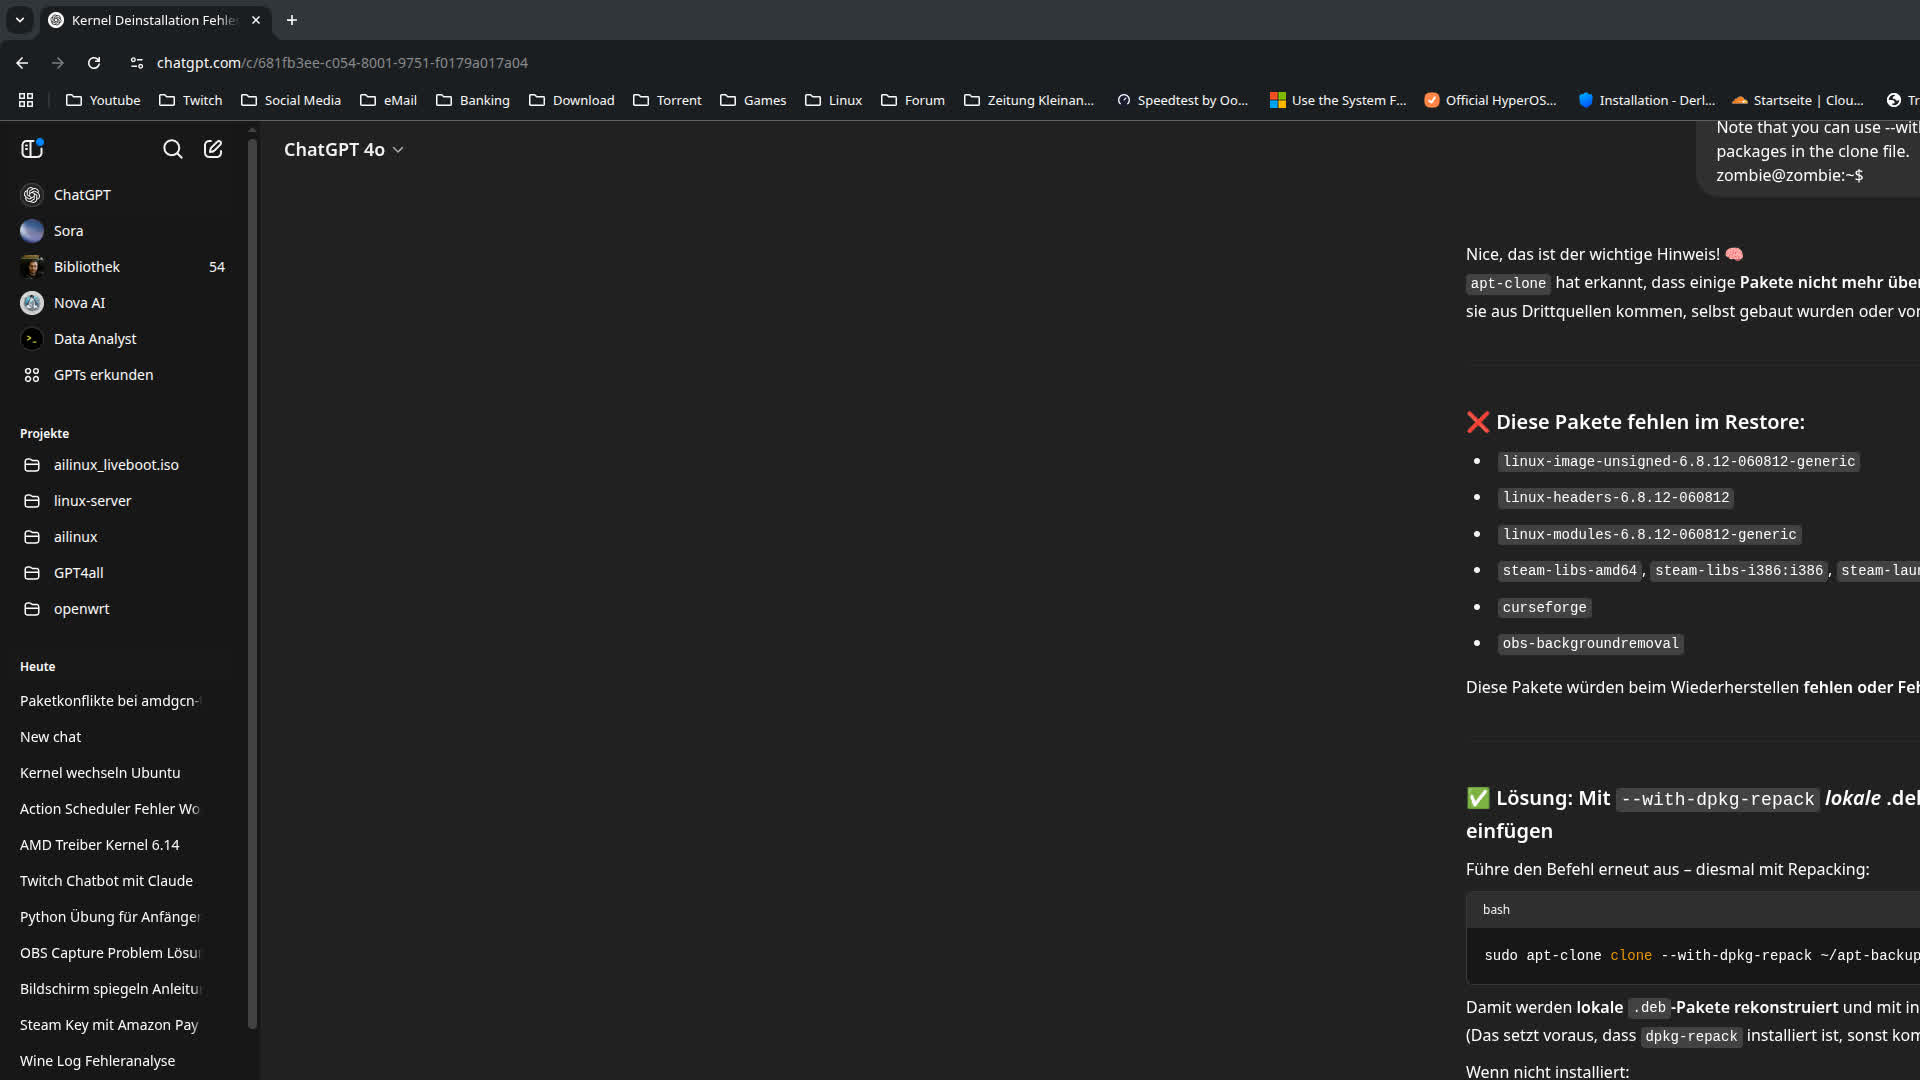 Kernel Deinstallation Fehle
chatgpt.com/c/681fb3ee-c054-8001-9751-f0179a017a04
Youtube Twitch Social Media eMail Banking Download Torrent Games Linux Forum Zeitung Kleinan... Speedtest by Oo... Use the System F... Official HyperOS... Installation - Derl... Startseite | Clou... Tr
ChatGPT 4o
ChatGPT
Sora
Bibliothek 54
Nova AI
Data Analyst
GPTs erkunden
Projekte
ailinux_liveboot.iso
linux-server
ailinux
GPT4all
openwrt
Heute
Paketkonflikte bei amdgcn-
New chat
Kernel wechseln Ubuntu
Action Scheduler Fehler Wo
AMD Treiber Kernel 6.14
Twitch Chatbot mit Claude
Python Übung für Anfänger
OBS Capture Problem Lösu
Bildschirm spiegeln Anleitu
Steam Key mit Amazon Pay
Wine Log Fehleranalyse
Note that you can use --with
packages in the clone file.
zombie@zombie:~$
Nice, das ist der wichtige Hinweis! 🧠
apt-clone hat erkannt, dass einige Pakete nicht mehr über
sie aus Drittquellen kommen, selbst gebaut wurden oder vor
❌ Diese Pakete fehlen im Restore:
• linux-image-unsigned-6.8.12-060812-generic
• linux-headers-6.8.12-060812
• linux-modules-6.8.12-060812-generic
• steam-libs-amd64, steam-libs-i386:i386, steam-lau
• curseforge
• obs-backgroundremoval
Diese Pakete würden beim Wiederherstellen fehlen oder Feh
✅ Lösung: Mit --with-dpkg-repack lokale .del
einfügen
Führe den Befehl erneut aus – diesmal mit Repacking:
bash
sudo apt-clone clone --with-dpkg-repack ~/apt-backup
Damit werden lokale .deb-Pakete rekonstruiert und mit in
(Das setzt voraus, dass dpkg-repack installiert ist, sonst kom
Wenn nicht installiert: